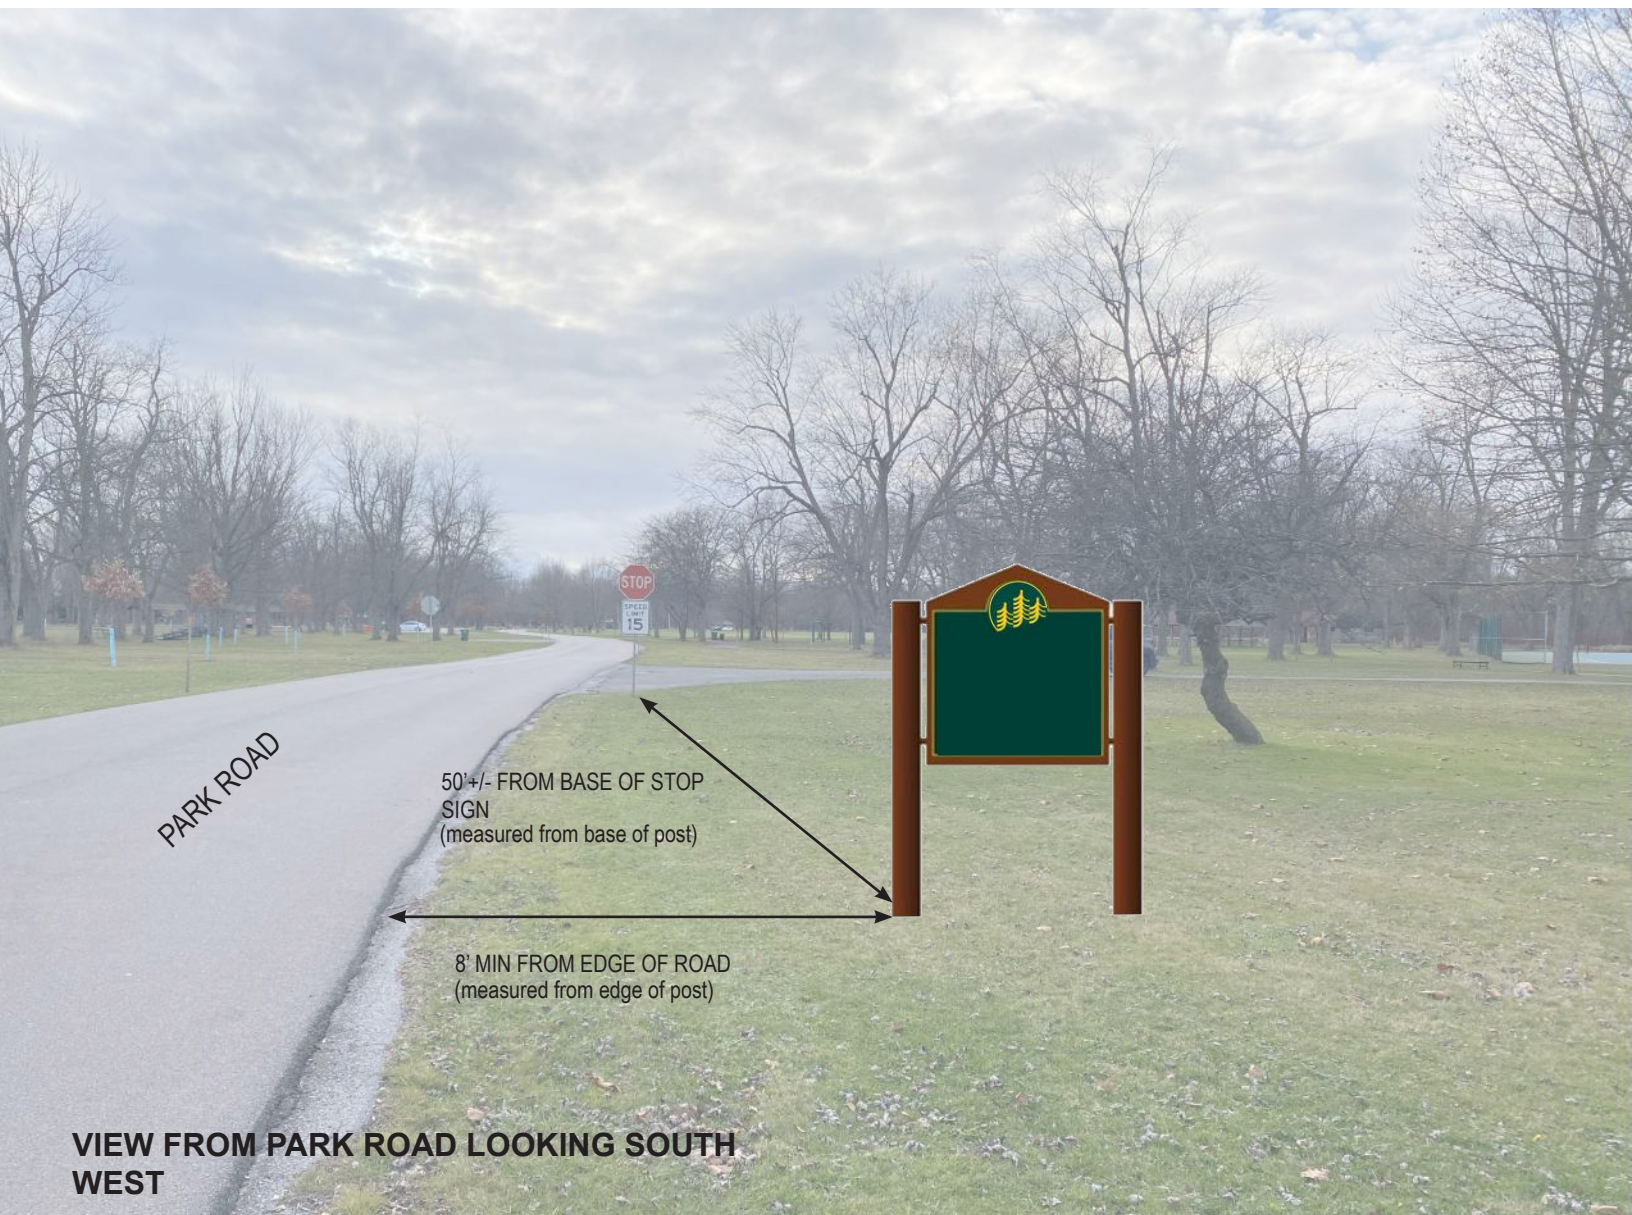 STOP
SPEED
LIMIT
15
PARK ROAD
50'+/- FROM BASE OF STOP
SIGN
(measured from base of post)
8' MIN FROM EDGE OF ROAD
(measured from edge of post)
VIEW FROM PARK ROAD LOOKING SOUTH
WEST